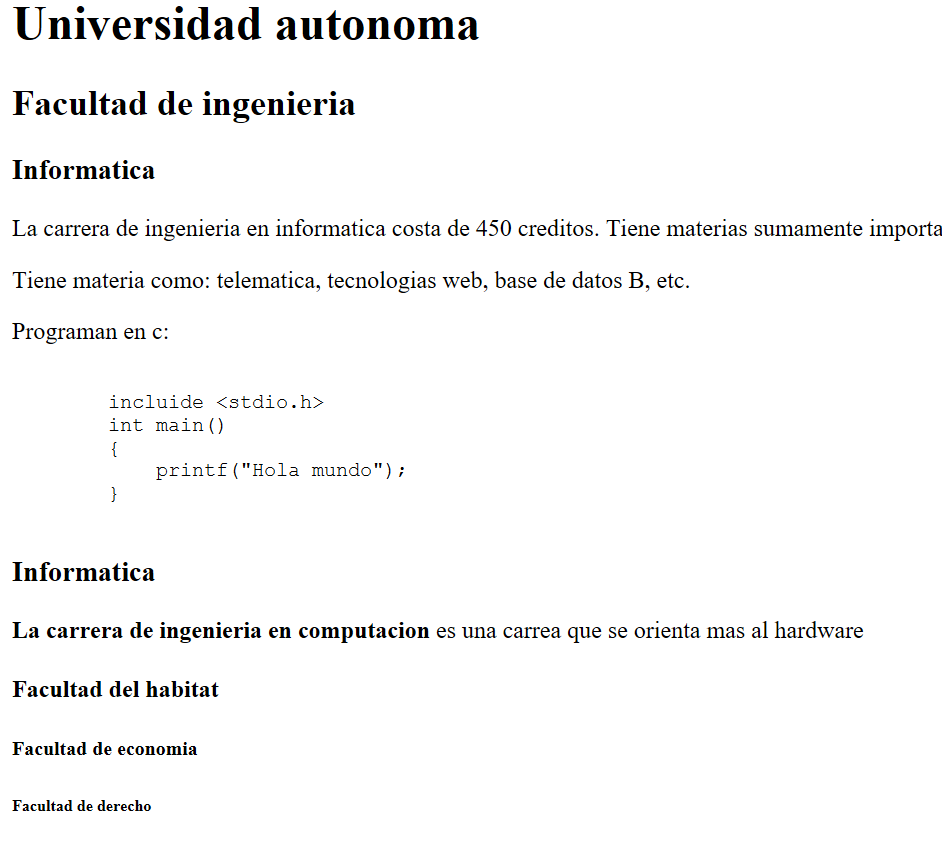 Universidad autonoma
Facultad de ingenieria
Informatica
La carrera de ingenieria en informatica costa de 450 creditos. Tiene materias sumamente importa
Tiene materia como: telematica, tecnologias web, base de datos B, etc.
Programan en c:
incluide <stdio.h>
int main()
{
printf("Hola mundo");
}
Informatica
La carrera de ingenieria en computacion es una carrea que se orienta mas al hardware
Facultad del habitat
Facultad de economia
Facultad de derecho